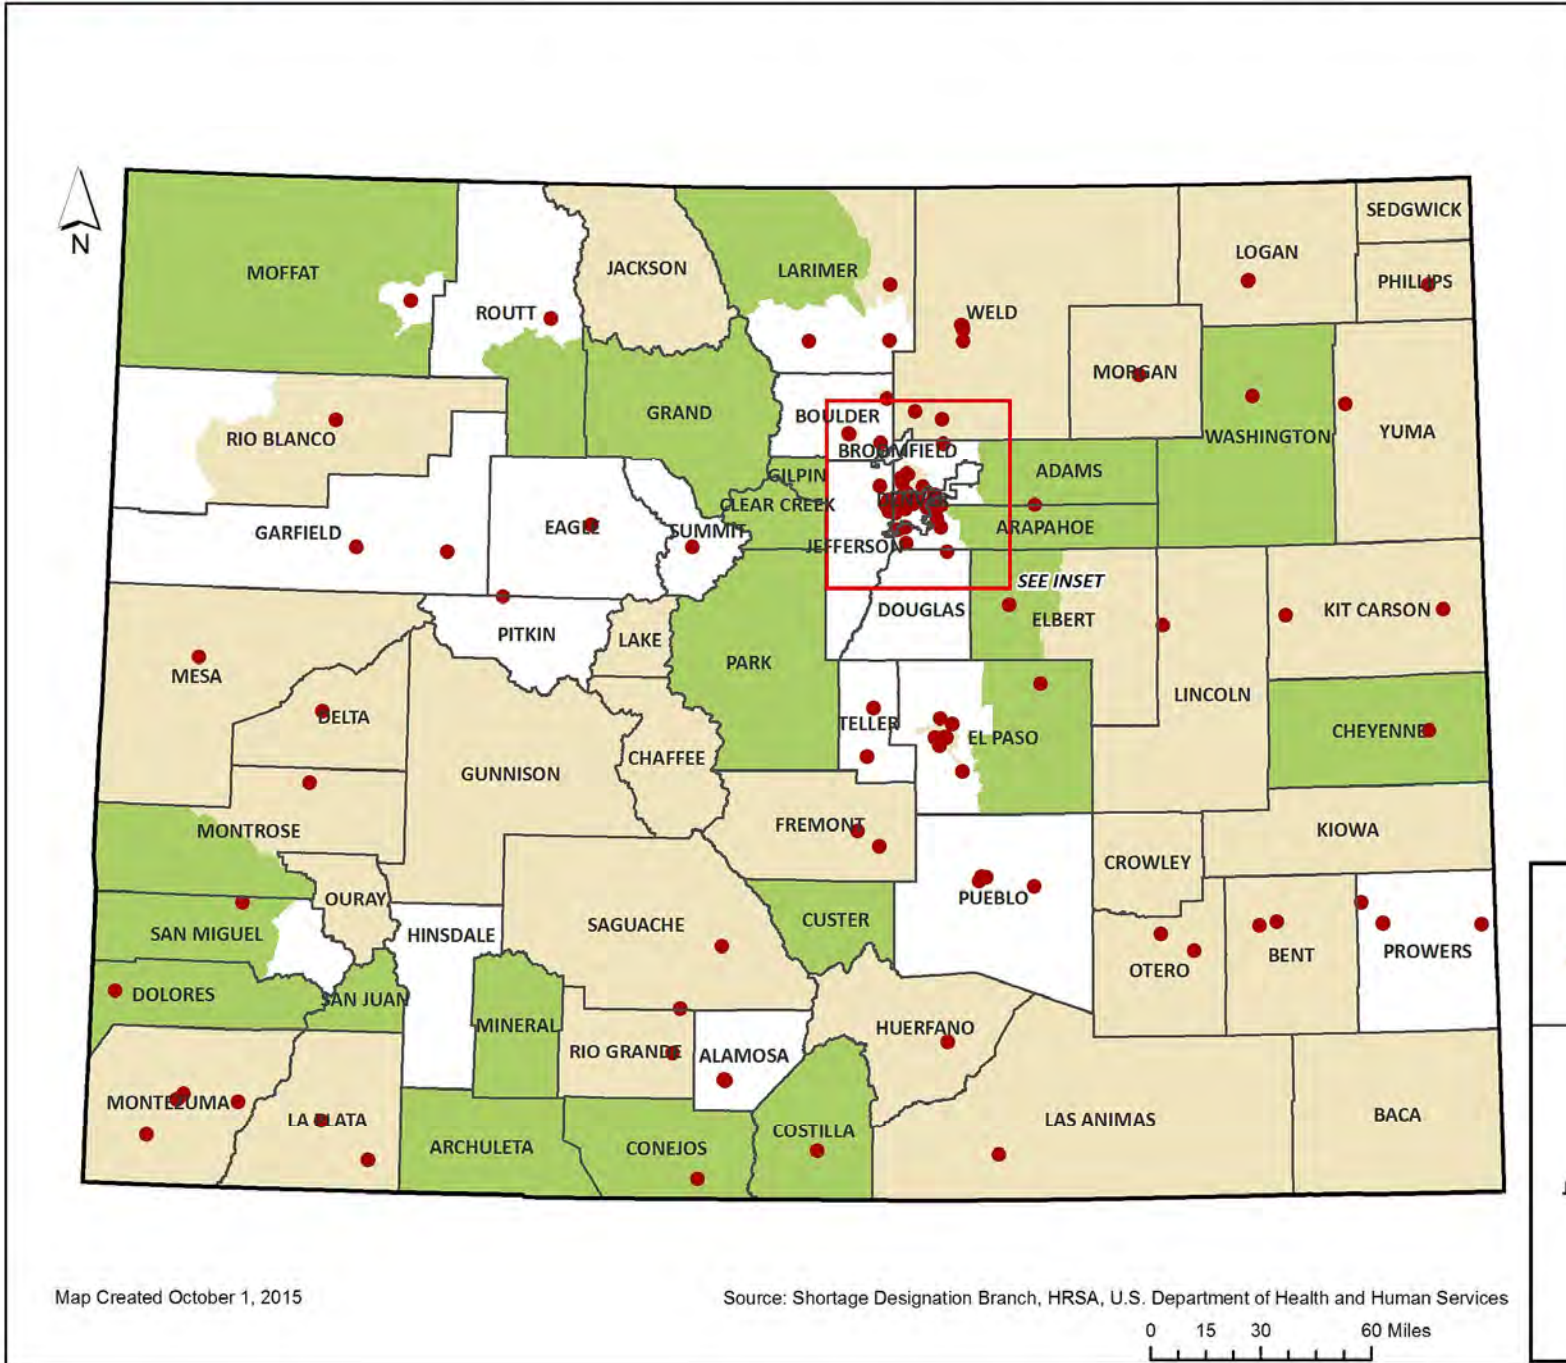 SEDGWICK
LOGAN
N
MOFFAT
JACKSON
LARIMER
PHILLIPS
ROUTT
WELD
MORGAN
GRAND
BOULDER
RIO BLANCO
WASHINGTON
YUMA
BROOMFIELD
GILPIN
ADAMS
CLEAR CREEK
GARFIELD
EAGLE
SUMMIT
ARAPAHOE
JEFFERSON
SEE INSET
DOUGLAS
ELBERT
KIT CARSON
PITKIN
LAKE
PARK
MESA
LINCOLN
DELTA
TELLER
EL PASO
CHEYENNE
CHAFFEE
GUNNISON
MONTROSE
FREMONT
KIOWA
CROWLEY
OURAY
PUEBLO
CUSTER
SAGUACHE
SAN MIGUEL
HINSDALE
PROWERS
BENT
OTERO
DOLORES
SAN JUAN
MINERAL
HUERFANO
RIO GRANDE
ALAMOSA
MONTEZUMA
LA PLATA
LAS ANIMAS
BACA
COSTILLA
ARCHULETA
CONEJOS
Map Created October 1, 2015
Source: Shortage Designation Branch, HRSA, U.S. Department of Health and Human Services
0 15 30 60 Miles